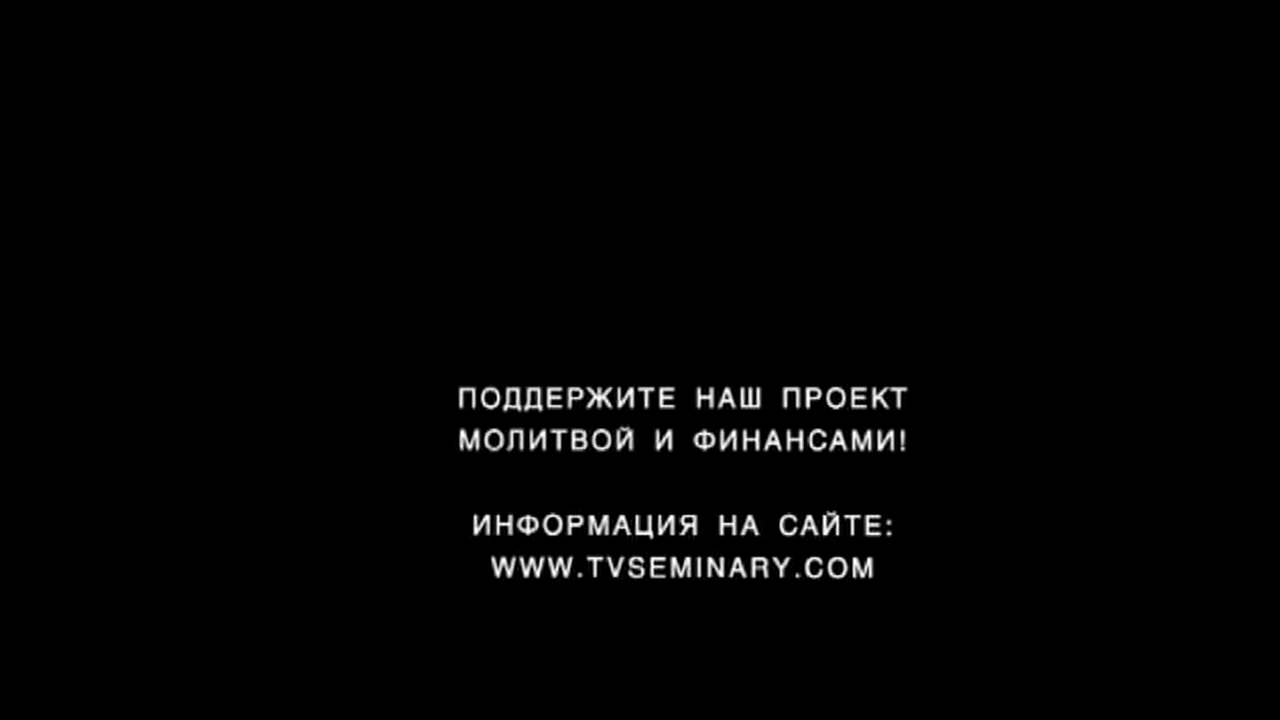 ПОДДЕРЖИТЕ НАШ ПРОЕКТ
МОЛИТВОЙ И ФИНАНСАМИ!
ИНФОРМАЦИЯ НА САЙТЕ:
WWW.TVSEMINARY.COM